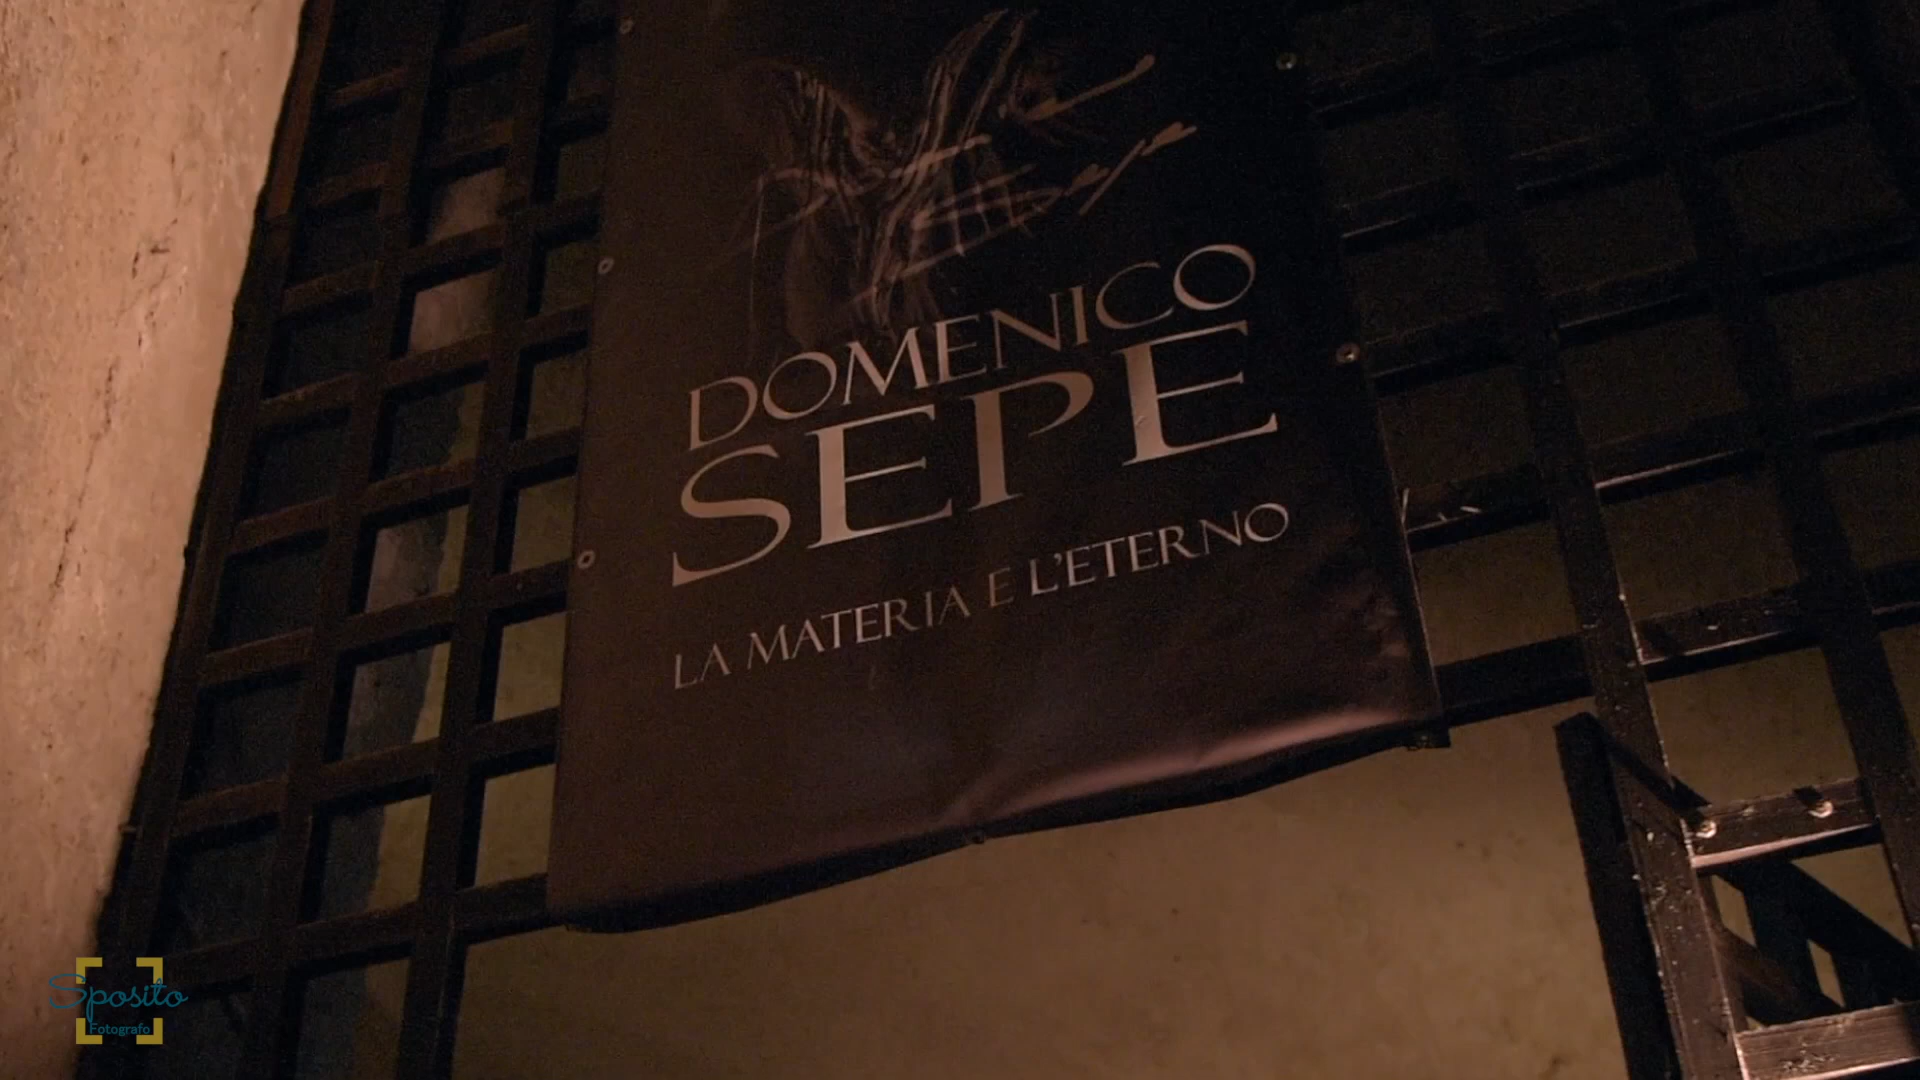 DOMENICO
SEPE
LA MATERIA E L'ETERNO
Sposito
Fotografo